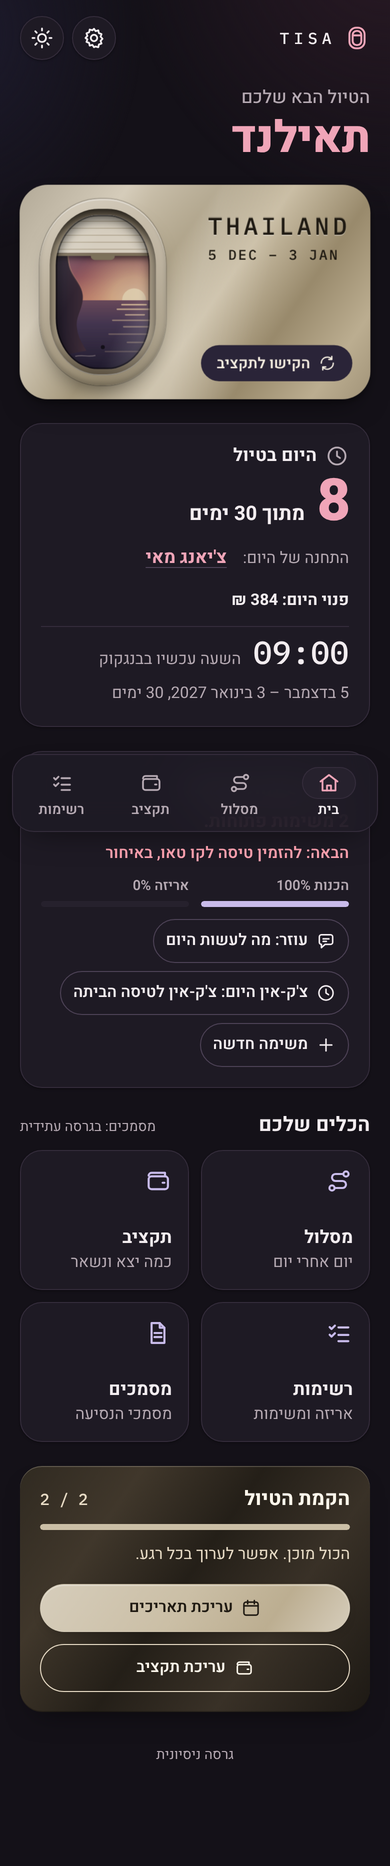 TISA
הטיול הבא שלכם
תאילנד
THAILAND
5 DEC – 3 JAN
הקישו לתקציב
היום בטיול
8 מתוך 30 ימים
התחנה של היום: צ'יאנג מאי
פנוי היום: 384 ₪
09:00 השעה עכשיו בבנגקוק
5 בדצמבר – 3 בינואר 2027, 30 ימים
בית
מסלול
תקציב
רשימות
הבאה: להזמין טיסה לקו טאו, באיחור
הכנות 100%
אריזה 0%
עוזר: מה לעשות היום
צ'ק-אין היום: צ'ק-אין לטיסה הביתה
משימה חדשה
הכלים שלכם
מסמכים: בגרסה עתידית
מסלול
יום אחרי יום
תקציב
כמה יצא ונשאר
רשימות
אריזה ומשימות
מסמכים
מסמכי הנסיעה
הקמת הטיול
2 / 2
הכול מוכן. אפשר לערוך בכל רגע.
עריכת תאריכים
עריכת תקציב
גרסה ניסיונית